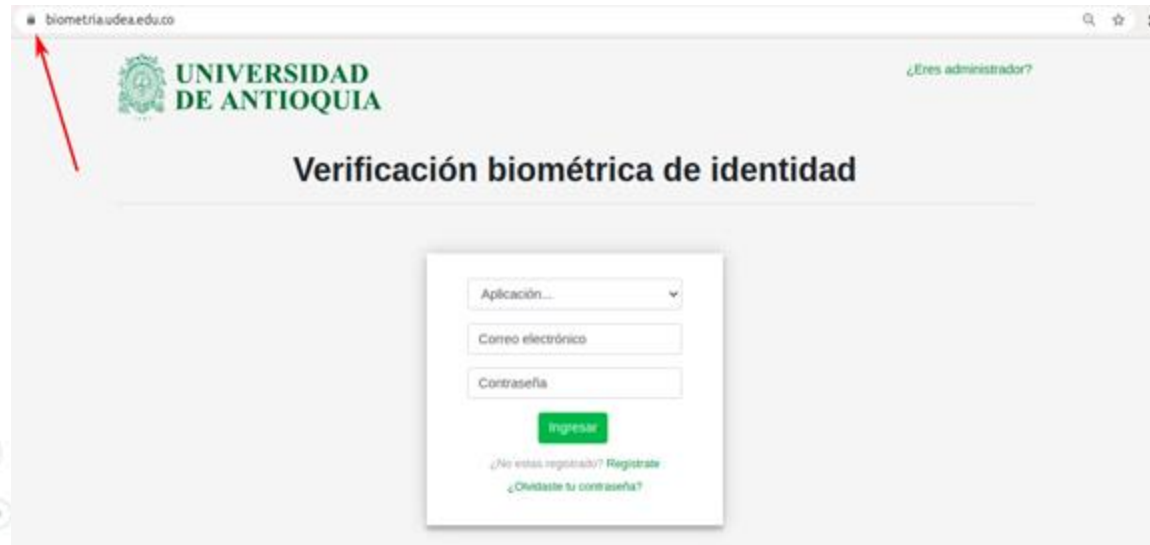 biometria.udea.edu.co
UNIVERSIDAD
DE ANTIOQUIA
¿Eres administrador?
Verificación biométrica de identidad
Aplicación...
Correo electrónico
Contraseña
Ingresar
¿No estas registrado? Regístrate
¿Olvidaste tu contraseña?